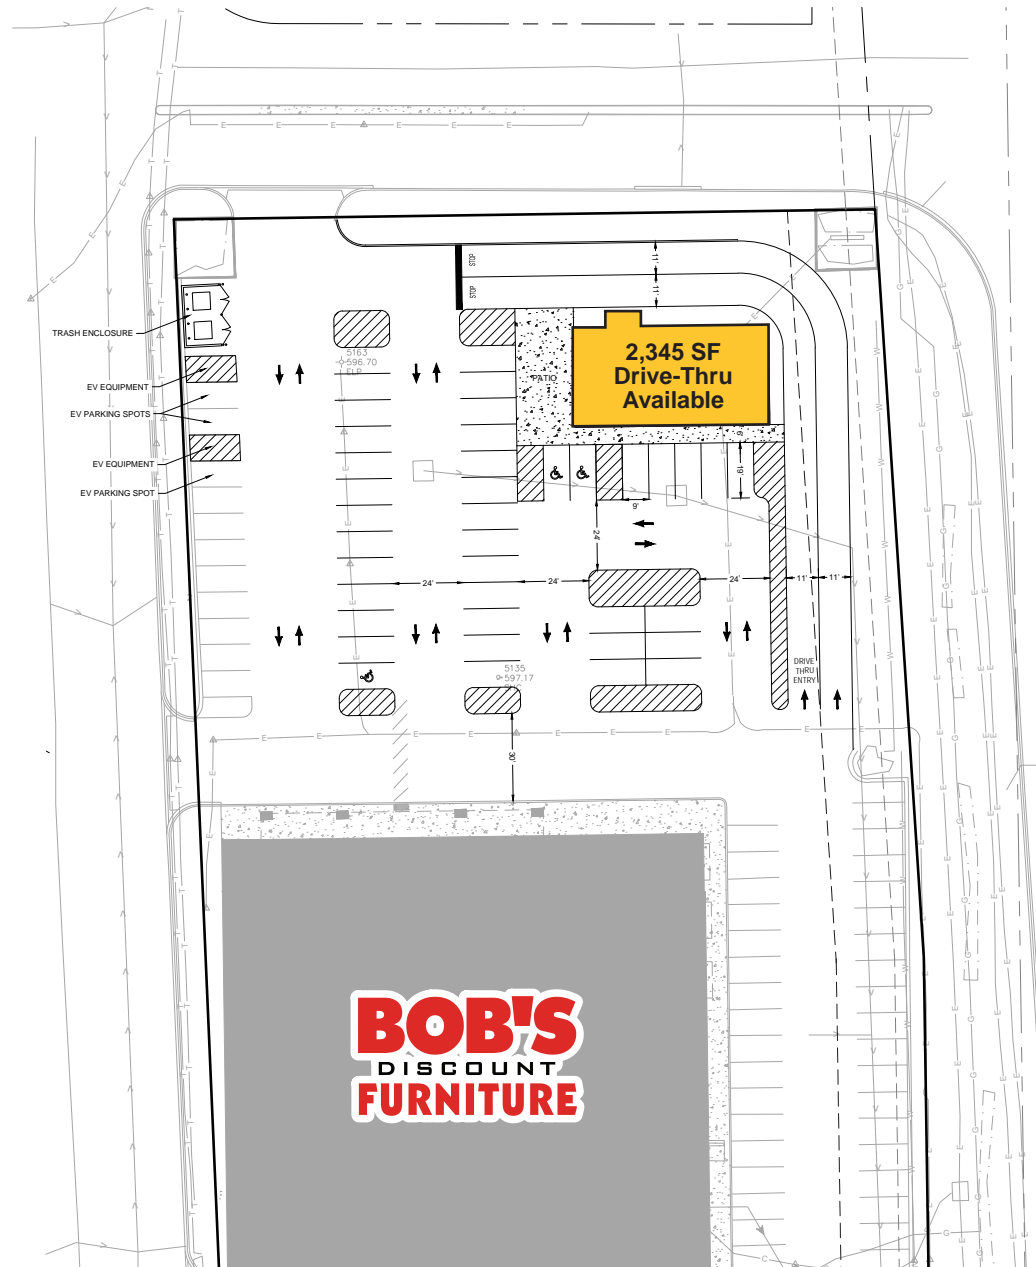 STOP
STOP
11'
11'
TRASH ENCLOSURE
EV EQUIPMENT
EV PARKING SPOTS
EV EQUIPMENT
EV PARKING SPOT
5163
596.70
ELP
PATIO
2,345 SF
Drive-Thru
Available
19'
9'
24'
24'
24'
24'
11'
11'
5135
597.17
DRIVE
THRU
ENTRY
30'
BOB'S
DISCOUNT
FURNITURE